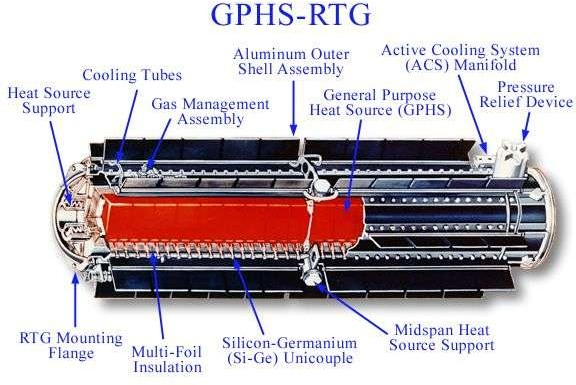 GPHS-RTG
Aluminum Outer
Shell Assembly
Active Cooling System
(ACS) Manifold
Cooling Tubes
Pressure
Relief Device
Heat Source
Support
Gas Management
Assembly
General Purpose
Heat Source (GPHS)
RTG Mounting
Flange
Multi-Foil
Insulation
Silicon-Germanium
(Si-Ge) Unicouple
Midspan Heat
Source Support